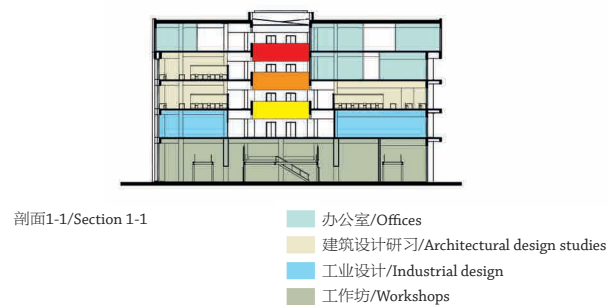 剖面1-1/Section 1-1
办公室/Offices
建筑设计研习/Architectural design studies
工业设计/Industrial design
工作坊/Workshops